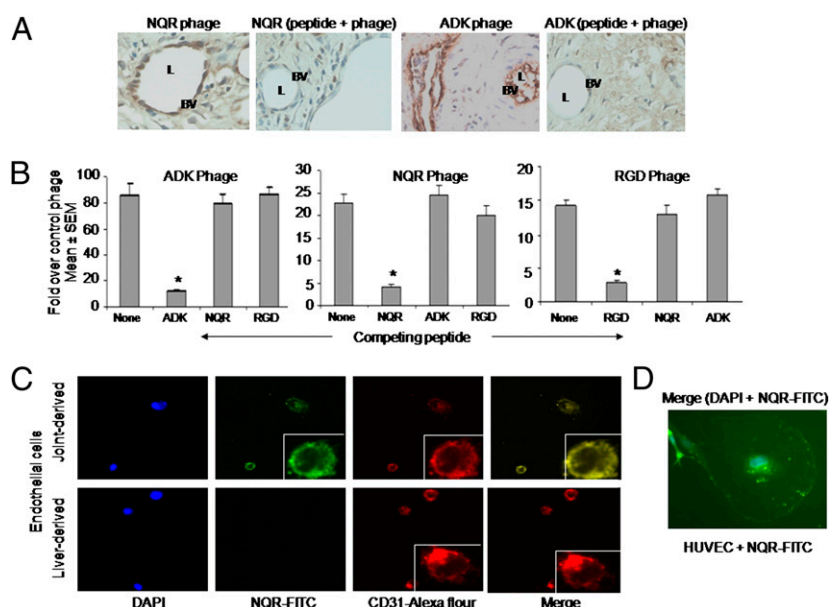 A
NQR phage
NQR (peptide + phage)
ADK phage
ADK (peptide + phage)
L
BV
L
BV
L
BV
L
BV
B
Fold over control phage
Mean ± SEM
ADK Phage
100
80
60
40
20
0
*
None ADK NQR RGD
NQR Phage
30
25
20
15
10
5
0
*
None NQR ADK RGD
RGD Phage
20
15
10
5
0
*
None RGD NQR ADK
Competing peptide
C
Endothelial cells
Joint-derived
Liver-derived
DAPI NQR-FITC CD31-Alexa flour Merge
D
Merge (DAPI + NQR-FITC)
HUVEC + NQR-FITC